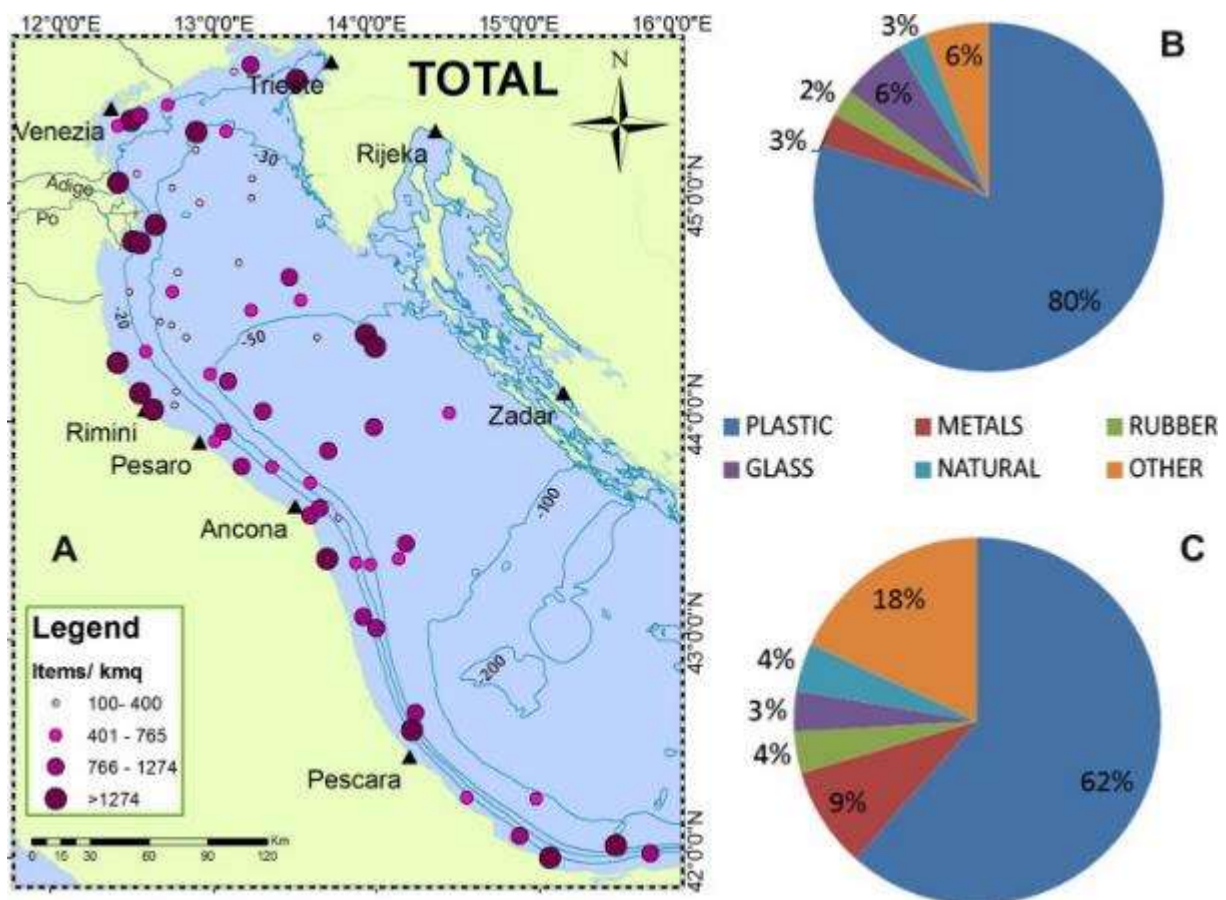 12°0'0"E 13°0'0"E 14°0'0"E 15°0'0"E 16°0'0"E
TOTAL
N
Trieste
Venezia
Rijeka
-30
Adige
Po
45°0'0"N
-20
-50
44°0'0"N
Zadar
Rimini
Pesaro
-100
Ancona
A
43°0'0"N
-200
Legend
Items/ kmq
100- 400
401 - 765
766 - 1274
>1274
Pescara
Km
0 15 30 60 90 120
42°0'0"N
B
3%
6%
6%
2%
3%
80%
PLASTIC METALS RUBBER
GLASS NATURAL OTHER
C
18%
4%
3%
4%
9%
62%